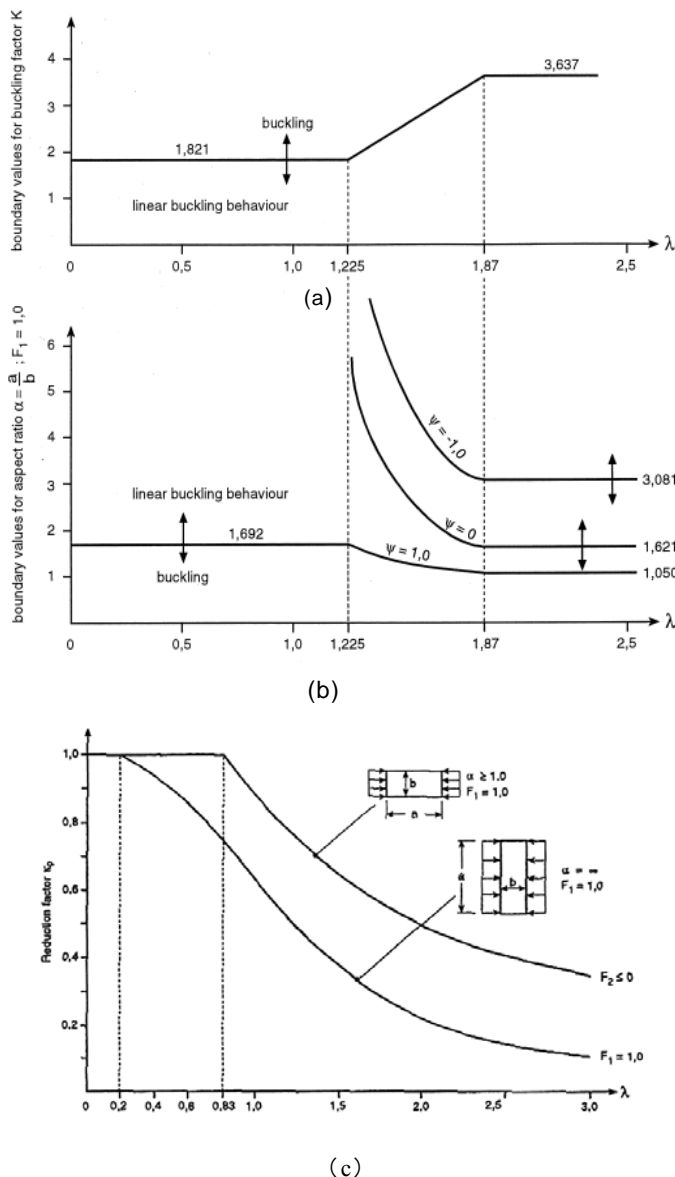 boundary values for buckling factor K
4
3,637
3
buckling
1,821
2
linear buckling behaviour
1
λ
0
0,5
1,0
1,225
1,87
2,5
(a)
boundary values for aspect ratio α = a/b ; F₁ = 1,0
6
5
4
ψ = -1,0
linear buckling behaviour
3
3,081
1,692
2
ψ = 0
1,621
ψ = 1,0
buckling
1
1,050
λ
0
0,5
1,0
1,225
1,87
2,5
(b)
Reduction factor κp
1,0
b
α ≥ 1.0
F₁ = 1,0
a
0,8
0,6
a
b
α = ∞
F₁ = 1,0
0,4
F₂ ≤ 0
0.2
F₁ = 1,0
0
0,2
0,4
0,6
0,83
1,0
1,5
2.0
2,5
3,0
λ
(c)